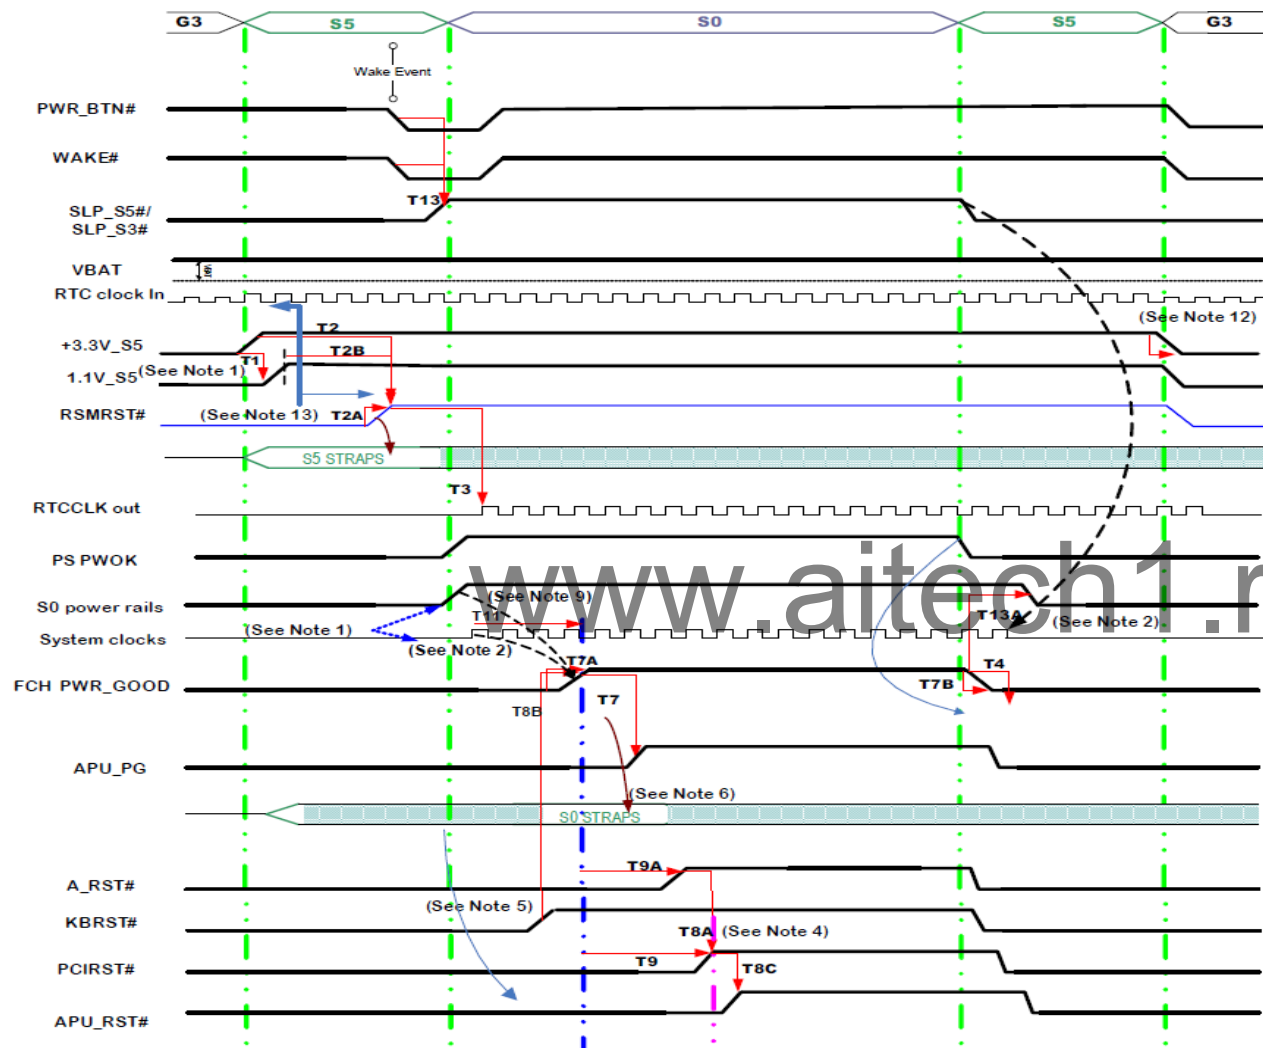 G3 S5 S0 S5 G3
Wake Event
PWR_BTN#
WAKE#
T13
SLP_S5#/
SLP_S3#
VBAT
RTC clock In
(See Note 12)
T2
+3.3V_S5
T1 T2B
(See Note 1)
1.1V_S5
RSMRST# (See Note 13) T2A
S5 STRAPS
T3
RTCCLK out
PS PWOK
www.aitech1.r
(See Note 9)
S0 power rails
T11 T13A (See Note 2)
(See Note 1)
System clocks
(See Note 2)
T7A T4
FCH PWR_GOOD
T7B
T7
T8B
APU_PG
(See Note 6)
S0 STRAPS
T9A
A_RST#
(See Note 5)
KBRST#
T8A (See Note 4)
PCIRST# T9 T8C
APU_RST#